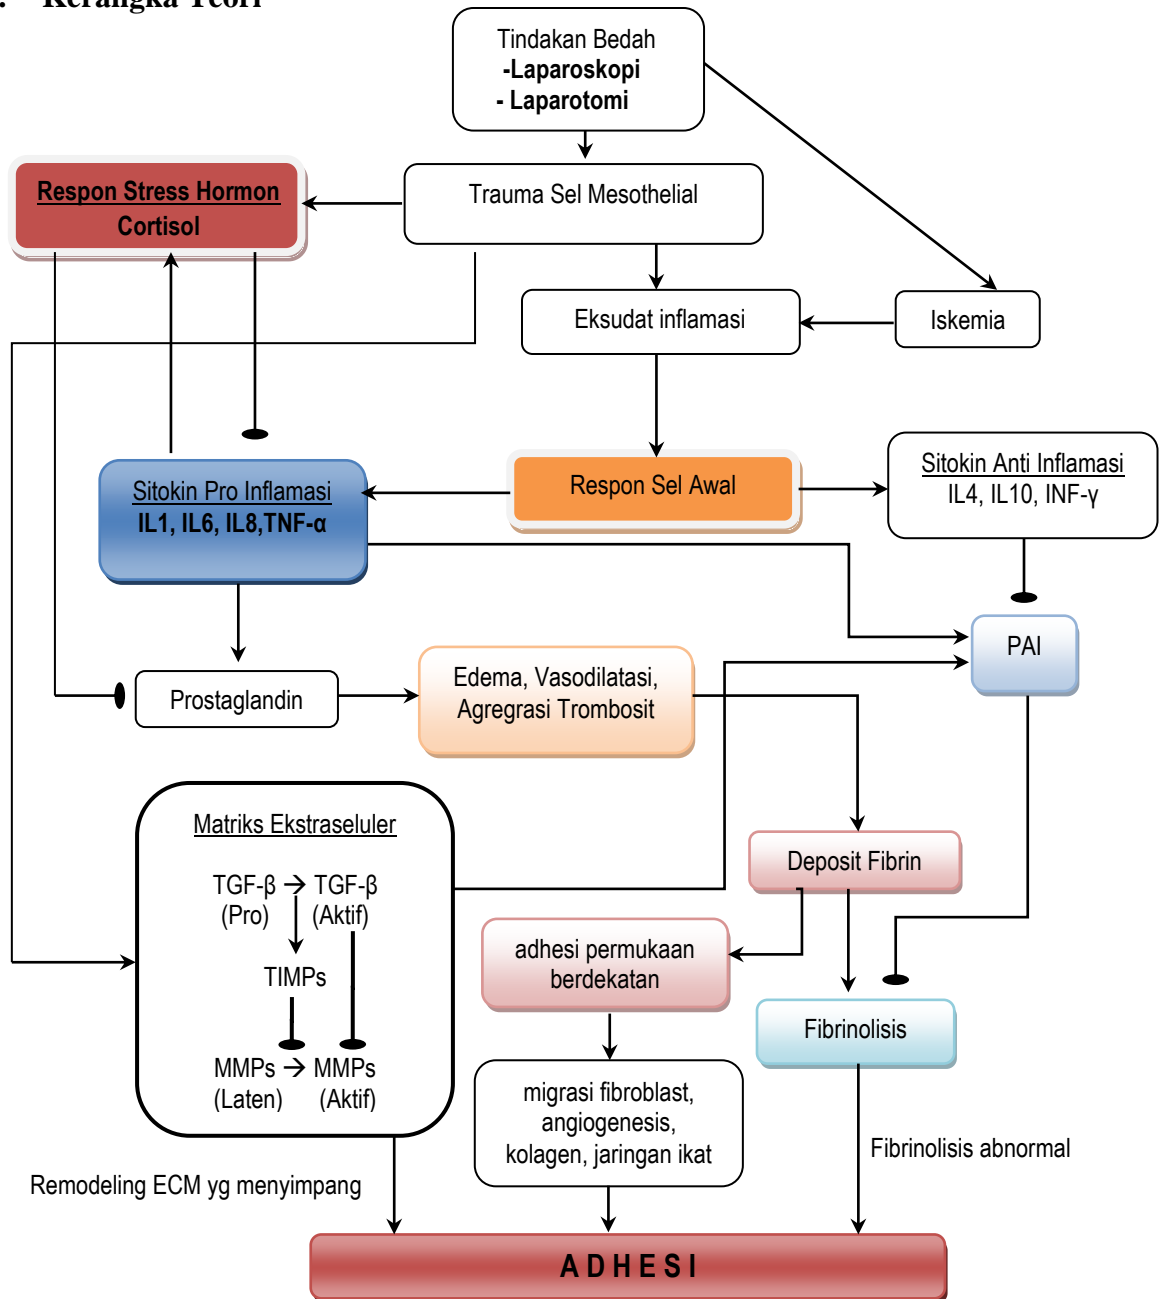 Kerangka Teori
Tindakan Bedah
-Laparoskopi
- Laparotomi
Respon Stress Hormon
Cortisol
Trauma Sel Mesothelial
Eksudat inflamasi
Iskemia
Sitokin Pro Inflamasi
IL1, IL6, IL8,TNF-α
Respon Sel Awal
Sitokin Anti Inflamasi
IL4, IL10, INF-γ
PAI
Prostaglandin
Edema, Vasodilatasi,
Agregrasi Trombosit
Matriks Ekstraseluler
TGF-β → TGF-β
(Pro) (Aktif)
TIMPs
MMPs → MMPs
(Laten) (Aktif)
Deposit Fibrin
adhesi permukaan
berdekatan
Fibrinolisis
migrasi fibroblast,
angiogenesis,
kolagen, jaringan ikat
Fibrinolisis abnormal
Remodeling ECM yg menyimpang
A D H E S I